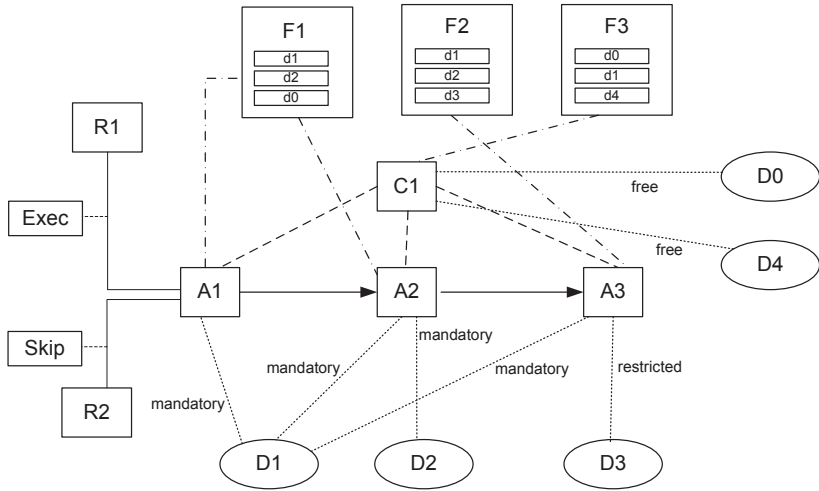 F1
F2
F3
d1
d2
d0
d1
d2
d3
d0
d1
d4
R1
C1
D0
free
Exec
free
D4
A1
A2
A3
Skip
mandatory
mandatory
mandatory
restricted
mandatory
R2
D1
D2
D3